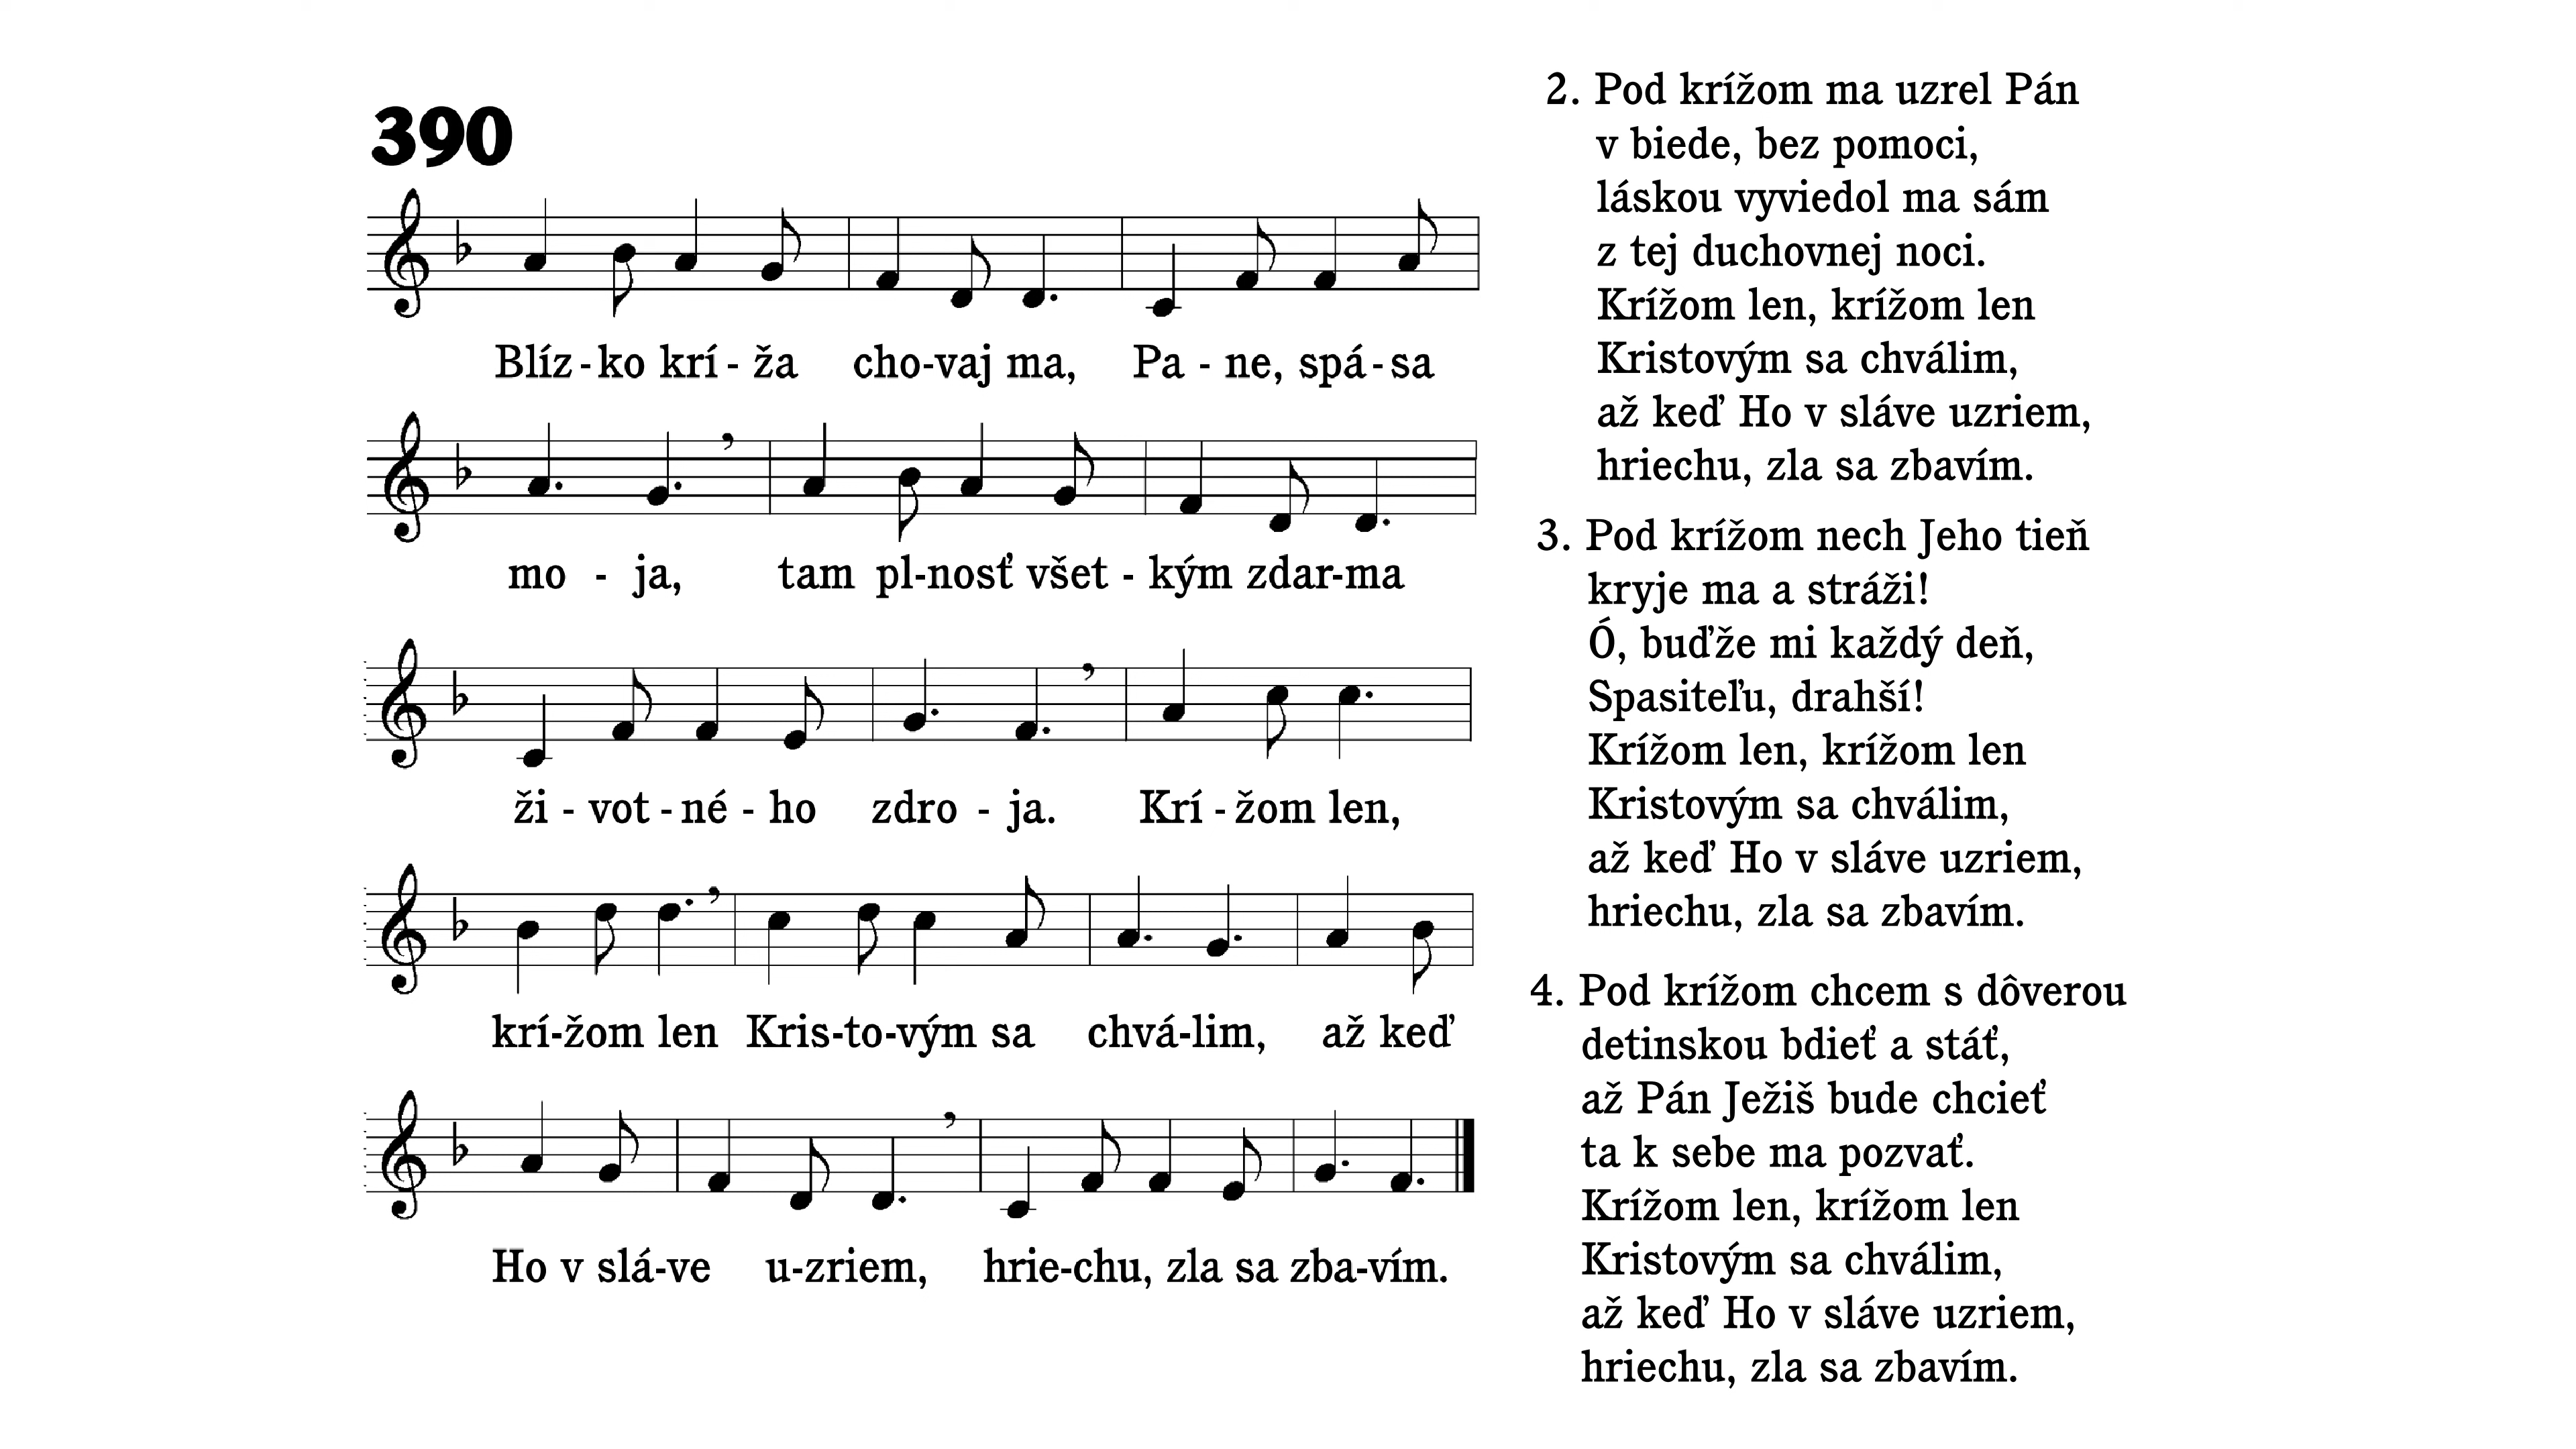 390
Blíz-ko krí-ža cho-vaj ma, Pa-ne, spá-sa
mo-ja, tam pl-nosť všet-kým zdar-ma
ži-vot-né-ho zdro-ja. Krí-žom len,
krí-žom len Kris-to-vým sa chvá-lim, až keď
Ho v slá-ve u-zriem, hrie-chu, zla sa zba-vím.
2. Pod krížom ma uzrel Pán
v biede, bez pomoci,
láskou vyviedol ma sám
z tej duchovnej noci.
Krížom len, krížom len
Kristovým sa chválim,
až keď Ho v sláve uzriem,
hriechu, zla sa zbavím.
3. Pod krížom nech Jeho tieň
kryje ma a stráži!
Ó, buďže mi každý deň,
Spasiteľu, drahší!
Krížom len, krížom len
Kristovým sa chválim,
až keď Ho v sláve uzriem,
hriechu, zla sa zbavím.
4. Pod krížom chcem s dôverou
detinskou bdieť a stáť,
až Pán Ježiš bude chcieť
ta k sebe ma pozvať.
Krížom len, krížom len
Kristovým sa chválim,
až keď Ho v sláve uzriem,
hriechu, zla sa zbavím.